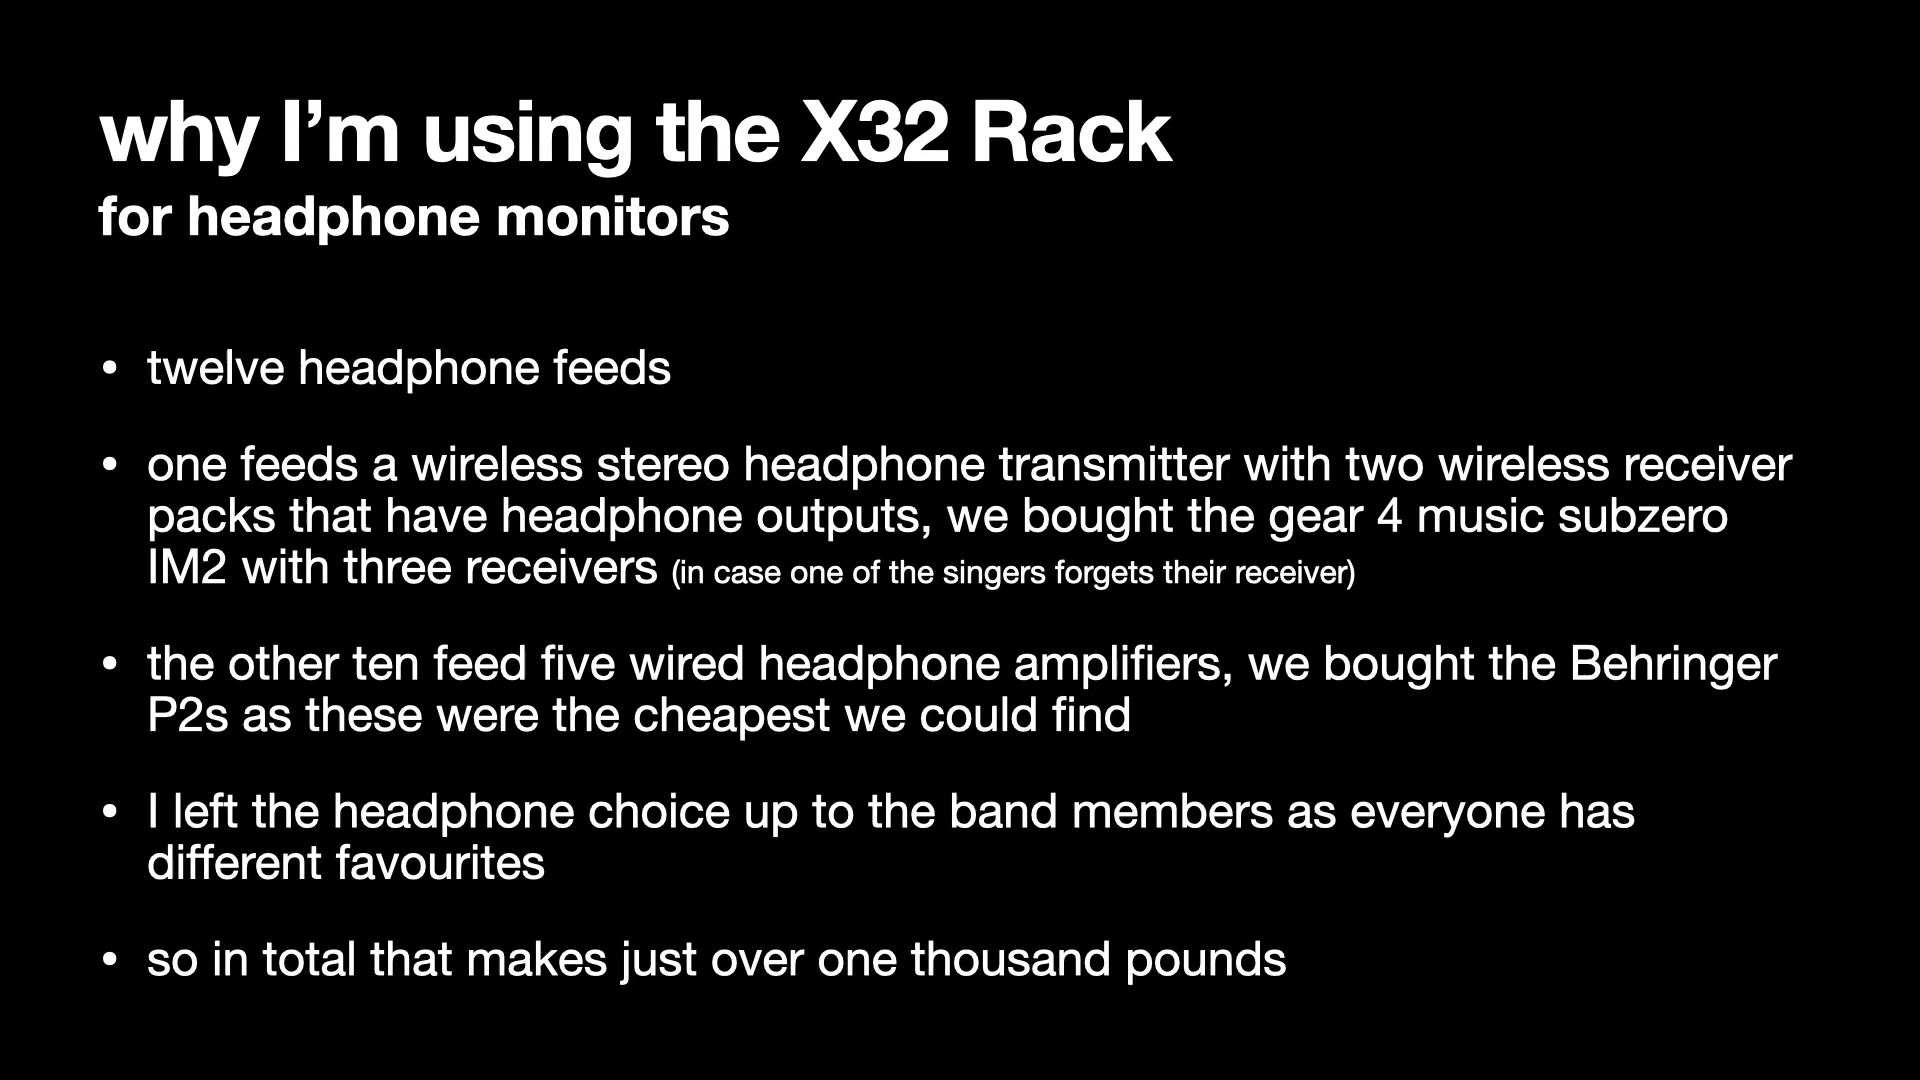 why I’m using the X32 Rack
for headphone monitors
• twelve headphone feeds
• one feeds a wireless stereo headphone transmitter with two wireless receiver
packs that have headphone outputs, we bought the gear 4 music subzero
IM2 with three receivers (in case one of the singers forgets their receiver)
• the other ten feed five wired headphone amplifiers, we bought the Behringer
P2s as these were the cheapest we could find
• I left the headphone choice up to the band members as everyone has
different favourites
• so in total that makes just over one thousand pounds